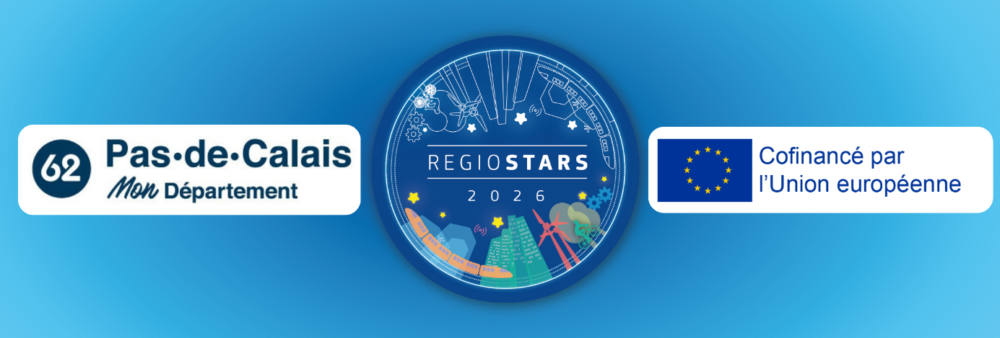 62
Pas•de•Calais
Mon Département
REGIOSTARS
2026
Cofinancé par
l'Union européenne